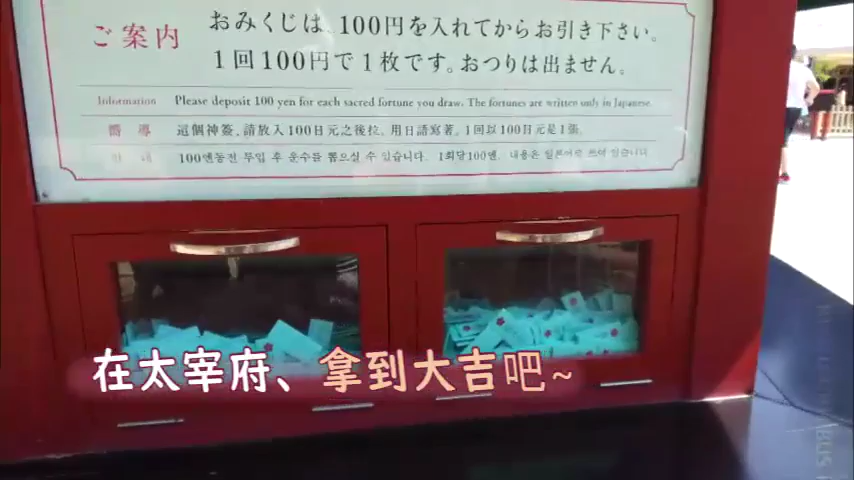 ご案内
おみくじは、100円を入れてからお引き下さい。
1回100円で1枚です。おつりは出ません。
Information Please deposit 100 yen for each sacred fortune you draw. The fortunes are written only in Japanese.
嚮導 這個神簽、請放入100日元之後拉、用日語寫著。1回以100日元是1張。
안내 100엔동전 투입 후 운수를 뽑으실 수 있습니다. 1회당100엔、내용은 일본어로 쓰여 있습니다.
在太宰府、拿到大吉吧~